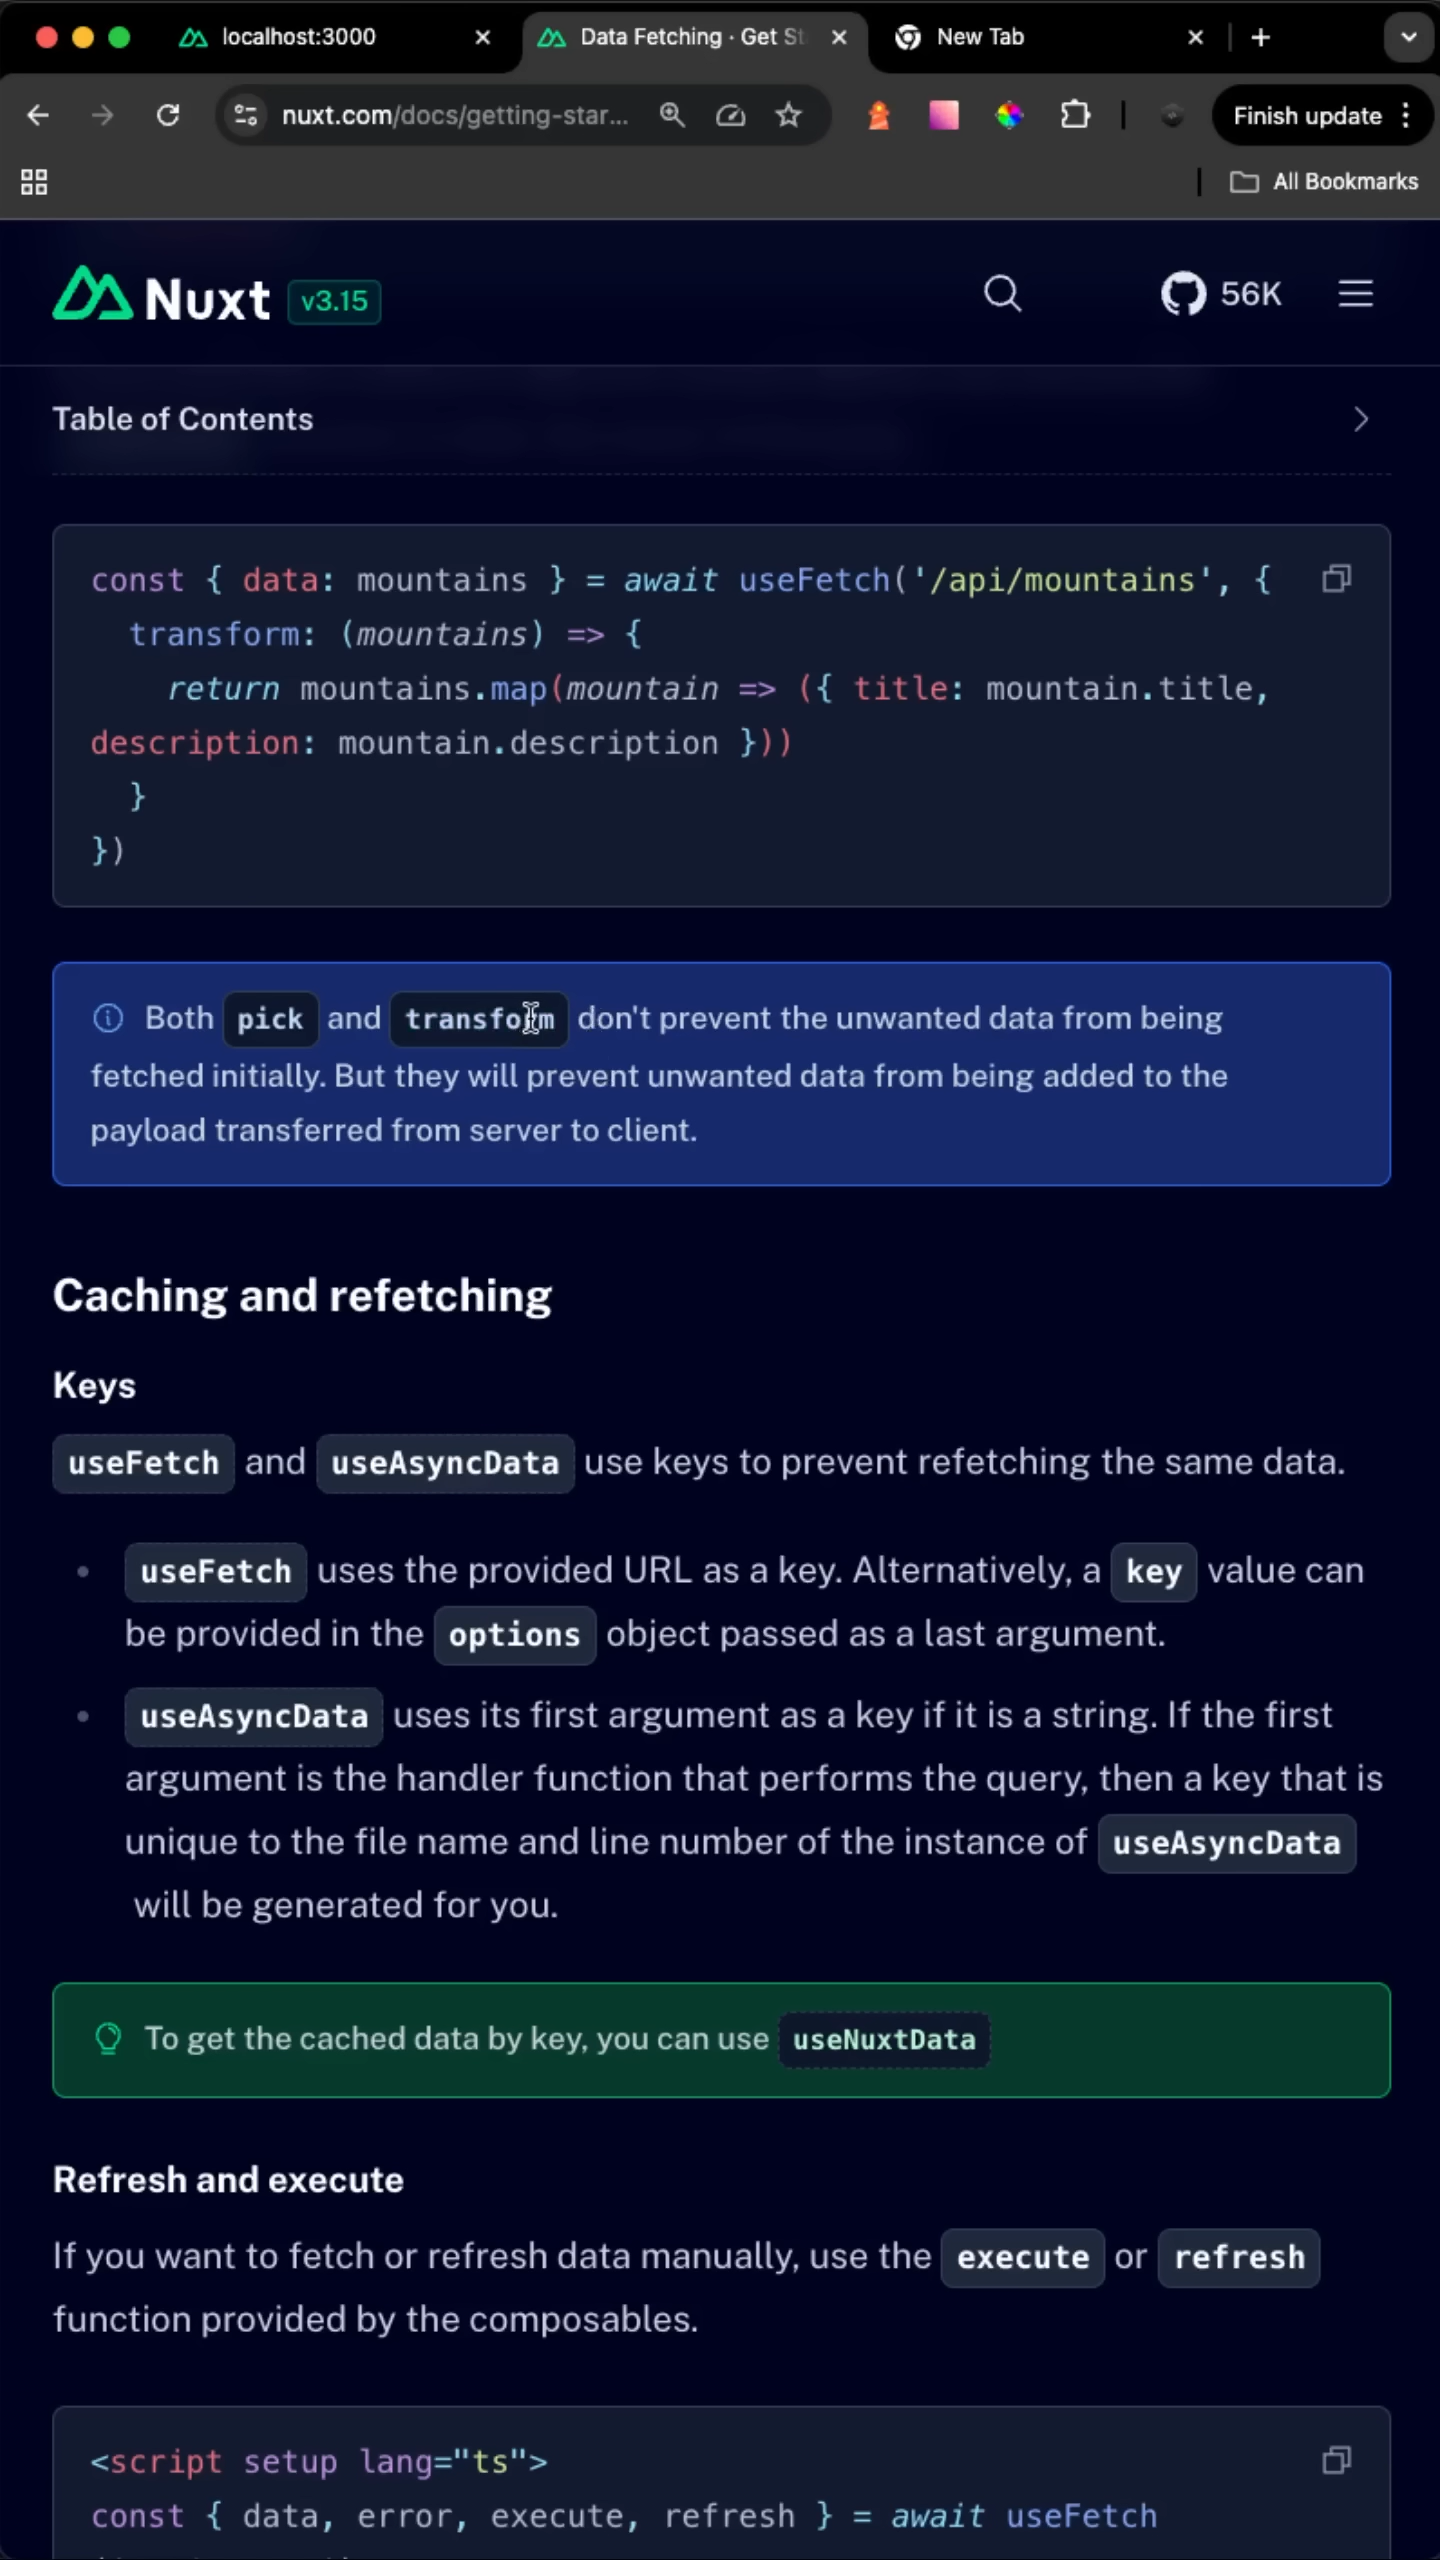 localhost:3000
Data Fetching · Get St
New Tab
nuxt.com/docs/getting-star...
Finish update
All Bookmarks
Nuxt v3.15
56K
Table of Contents
const { data: mountains } = await useFetch('/api/mountains', {
transform: (mountains) => {
return mountains.map(mountain => ({ title: mountain.title,
description: mountain.description }))
}
})
Both pick and transform don't prevent the unwanted data from being
fetched initially. But they will prevent unwanted data from being added to the
payload transferred from server to client.
Caching and refetching
Keys
useFetch and useAsyncData use keys to prevent refetching the same data.
• useFetch uses the provided URL as a key. Alternatively, a key value can
be provided in the options object passed as a last argument.
• useAsyncData uses its first argument as a key if it is a string. If the first
argument is the handler function that performs the query, then a key that is
unique to the file name and line number of the instance of useAsyncData
will be generated for you.
To get the cached data by key, you can use useNuxtData
Refresh and execute
If you want to fetch or refresh data manually, use the execute or refresh
function provided by the composables.
<script setup lang="ts">
const { data, error, execute, refresh } = await useFetch